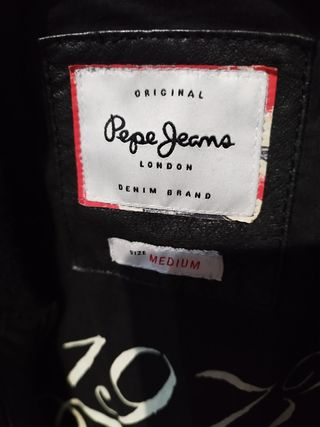 ORIGINAL
Pepe Jeans
LONDON
DENIM BRAND
SIZE MEDIUM